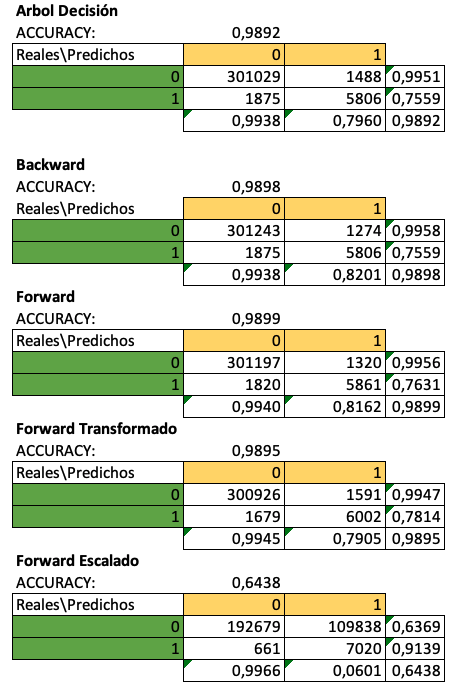 Arbol Decisión
ACCURACY: 0,9892
Reales\Predichos 0 1
0 301029 1488 0,9951
1 1875 5806 0,7559
0,9938 0,7960 0,9892
Backward
ACCURACY: 0,9898
Reales\Predichos 0 1
0 301243 1274 0,9958
1 1875 5806 0,7559
0,9938 0,8201 0,9898
Forward
ACCURACY: 0,9899
Reales\Predichos 0 1
0 301197 1320 0,9956
1 1820 5861 0,7631
0,9940 0,8162 0,9899
Forward Transformado
ACCURACY: 0,9895
Reales\Predichos 0 1
0 300926 1591 0,9947
1 1679 6002 0,7814
0,9945 0,7905 0,9895
Forward Escalado
ACCURACY: 0,6438
Reales\Predichos 0 1
0 192679 109838 0,6369
1 661 7020 0,9139
0,9966 0,0601 0,6438